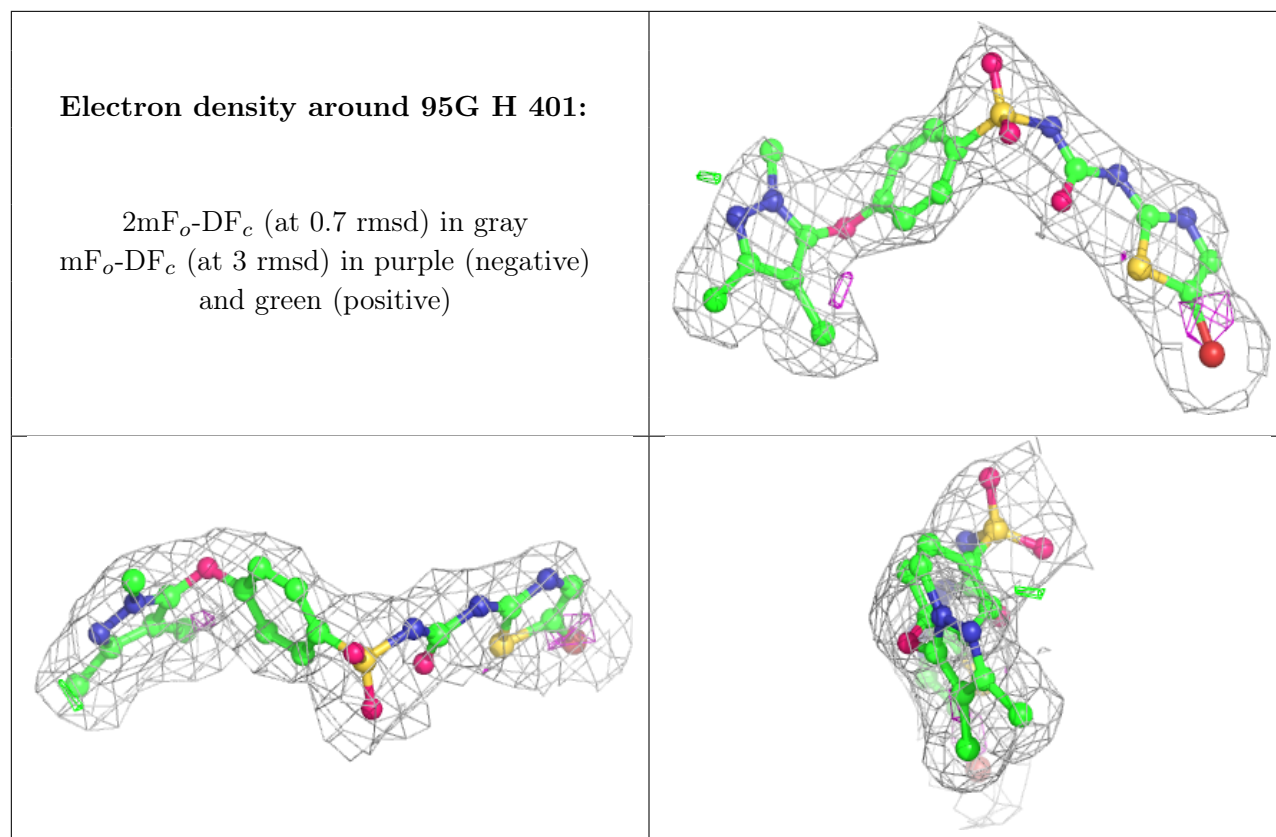 Electron density around 95G H 401:
2mFo-DFc (at 0.7 rmsd) in gray
mFo-DFc (at 3 rmsd) in purple (negative)
and green (positive)